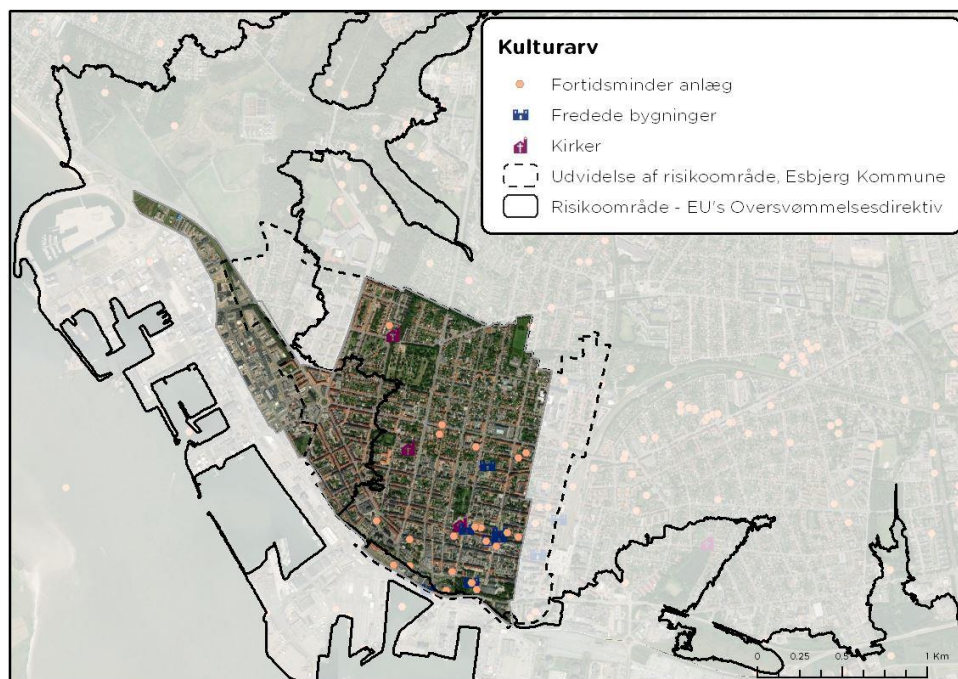 Kulturarv
Fortidsminder anlæg
Fredede bygninger
Kirker
Udvidelse af risikoområde, Esbjerg Kommune
Risikoområde - EU's Oversvømmelsesdirektiv
0 0.25 0.5 1 Km